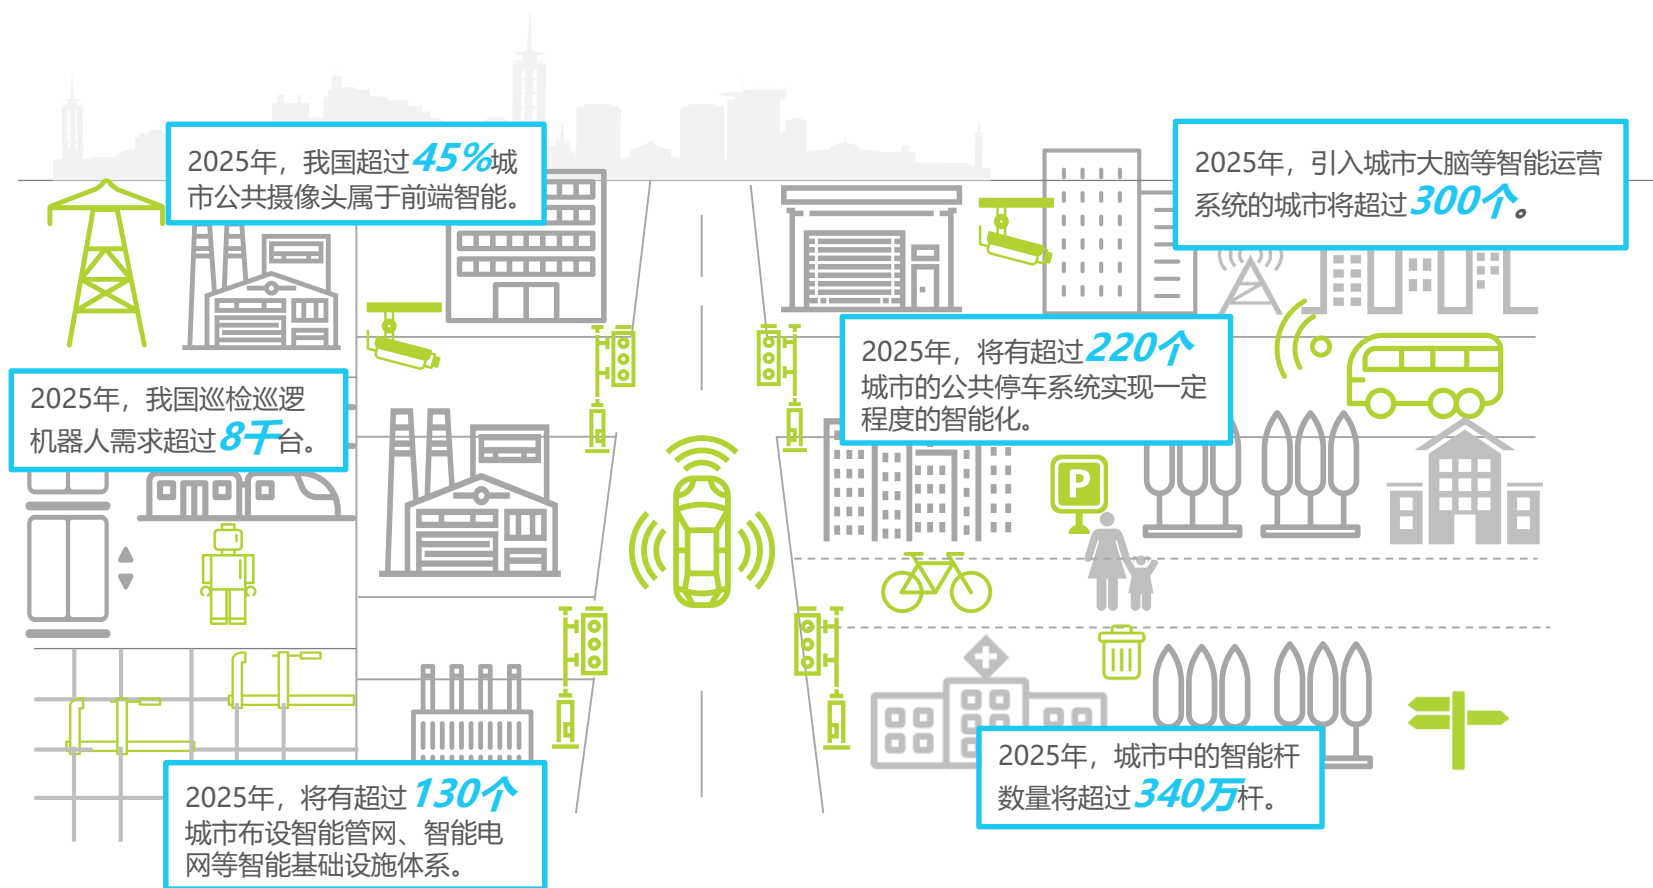 2025年，我国超过45%城
市公共摄像头属于前端智能。
2025年，引入城市大脑等智能运营
系统的城市将超过300个。
2025年，将有超过220个
城市的公共停车系统实现一定
程度的智能化。
2025年，我国巡检巡逻
机器人需求超过8千台。
P
2025年，城市中的智能杆
数量将超过340万杆。
2025年，将有超过130个
城市布设智能管网、智能电
网等智能基础设施体系。